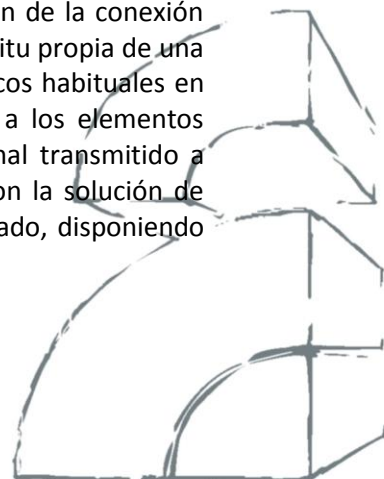 n de la conexión
itu propia de una
cos habituales en
a los elementos
nal transmitido a
on la solución de
ado, disponiendo